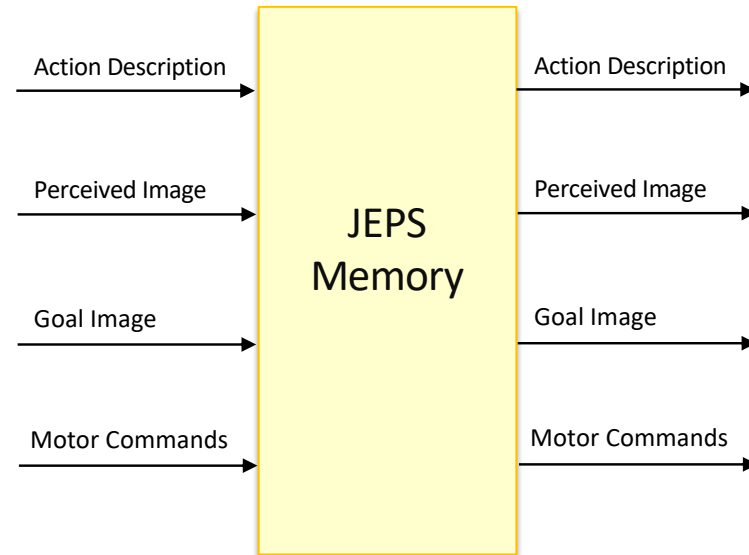 Action Description
Perceived Image
Goal Image
Motor Commands
JEPS
Memory
Action Description
Perceived Image
Goal Image
Motor Commands